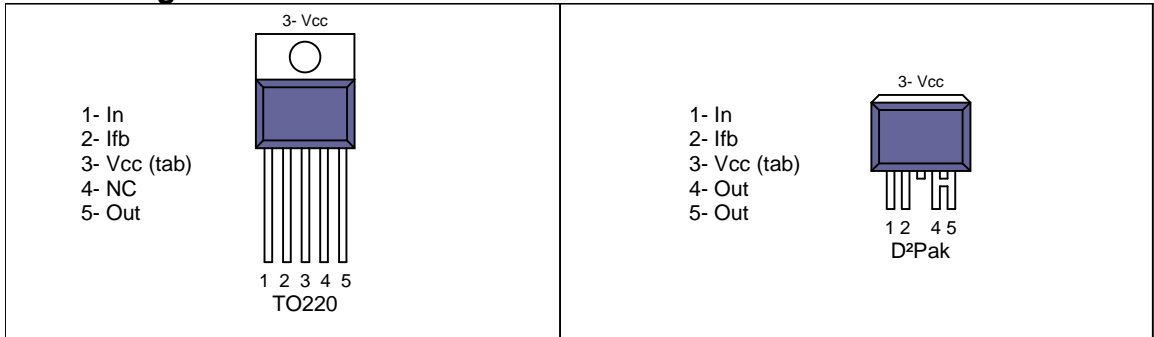 3- Vcc
1- In
2- Ifb
3- Vcc (tab)
4- NC
5- Out
1 2 3 4 5
TO220
3- Vcc
1- In
2- Ifb
3- Vcc (tab)
4- Out
5- Out
1 2 4 5
D²Pak